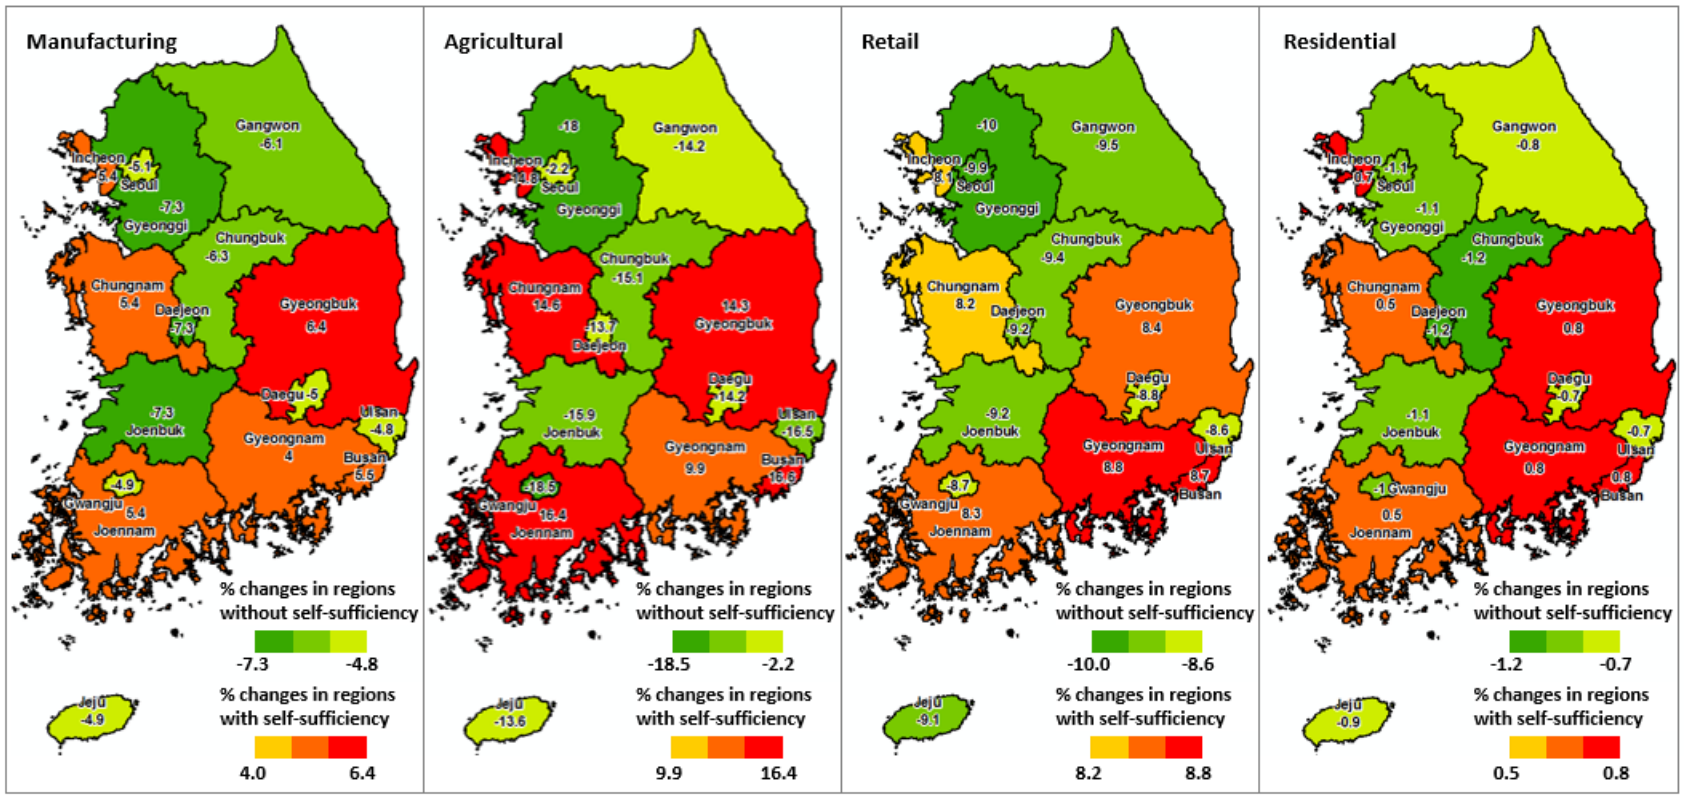 Manufacturing
Gangwon
-6.1
Incheon
5.4
-5.1
Seoul
-7.3
Gyeonggi
Chungbuk
-6.3
Chungnam
5.4
Daejeon
-7.3
Gyeongbuk
6.4
Daegu -5
-7.3
Joenbuk
Ulsan
-4.8
Gyeongnam
4
Busan
5.5
-4.9
Gwangju
5.4
Joennam
% changes in regions
without self-sufficiency
-7.3 -4.8
% changes in regions
with self-sufficiency
4.0 6.4
Jeju
-4.9
Agricultural
-18
Gangwon
-14.2
Incheon
14.8
-2.2
Seoul
Gyeonggi
Chungbuk
-15.1
Chungnam
14.6
-13.7
Daejeon
14.3
Gyeongbuk
Daegu
-14.2
-15.9
Joenbuk
Ulsan
-16.5
Gyeongnam
9.9
Busan
16.6
-18.5
Gwangju
16.4
Joennam
% changes in regions
without self-sufficiency
-18.5 -2.2
% changes in regions
with self-sufficiency
9.9 16.4
Jeju
-13.6
Retail
-10
Gangwon
-9.5
Incheon
8.1
-9.9
Seoul
Gyeonggi
Chungbuk
-9.4
Chungnam
8.2
Daejeon
-9.2
Gyeongbuk
8.4
Daegu
-8.8
-9.2
Joenbuk
-8.6
Ulsan
Gyeongnam
8.8
8.7
Busan
-8.7
Gwangju
8.3
Joennam
% changes in regions
without self-sufficiency
-10.0 -8.6
% changes in regions
with self-sufficiency
8.2 8.8
Jeju
-9.1
Residential
Gangwon
-0.8
Incheon
0.7
-1.1
Seoul
-1.1
Gyeonggi
Chungbuk
-1.2
Chungnam
0.5
Daejeon
-1.2
Gyeongbuk
0.8
Daegu
-0.7
-1.1
Joenbuk
-0.7
Ulsan
Gyeongnam
0.8
0.8
Busan
-1 Gwangju
0.5
Joennam
% changes in regions
without self-sufficiency
-1.2 -0.7
% changes in regions
with self-sufficiency
0.5 0.8
Jeju
-0.9